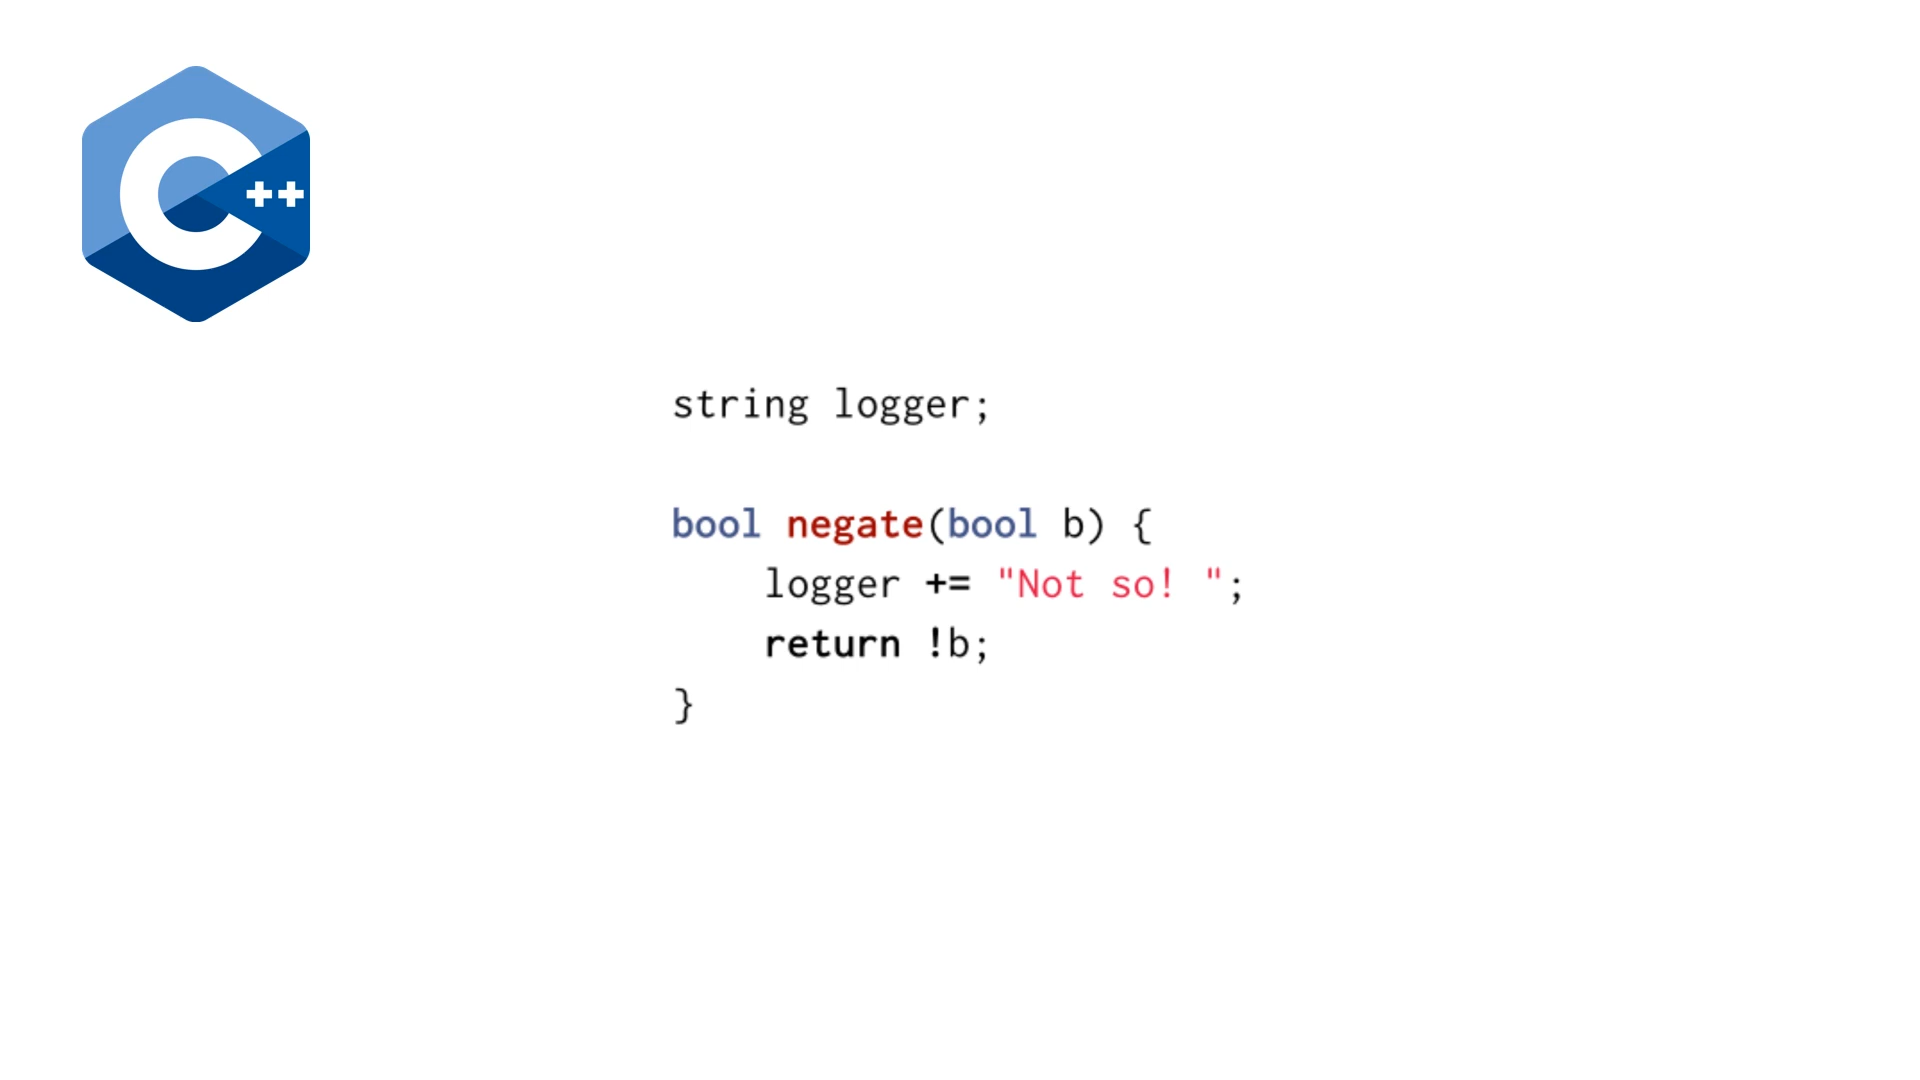 C++
string logger;
bool negate(bool b) {
    logger += "Not so! ";
    return !b;
}